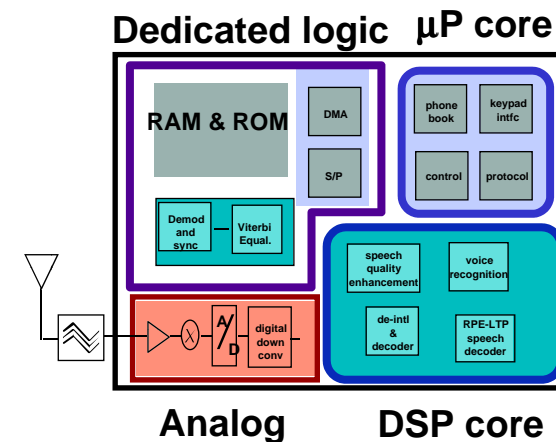 Dedicated logic
μP core
RAM & ROM
DMA
S/P
phone
book
keypad
intfc
control
protocol
Demod
and
sync
Viterbi
Equal.
speech
quality
enhancement
voice
recognition
de-intl
&
decoder
RPE-LTP
speech
decoder
X
A
D
digital
down
conv
Analog
DSP core